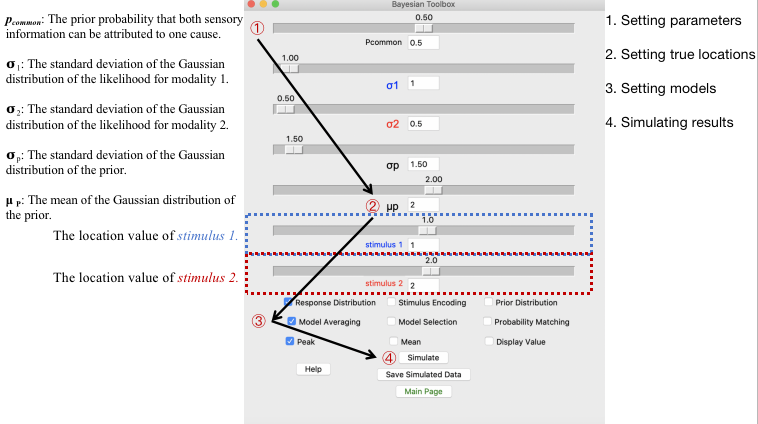 p_common: The prior probability that both sensory
information can be attributed to one cause.
σ₁: The standard deviation of the Gaussian
distribution of the likelihood for modality 1.
σ₂: The standard deviation of the Gaussian
distribution of the likelihood for modality 2.
σₚ: The standard deviation of the Gaussian
distribution of the prior.
μ ₚ: The mean of the Gaussian distribution of
the prior.
The location value of stimulus 1.
The location value of stimulus 2.
Bayesian Toolbox
①
0.50
Pcommon 0.5
1.00
σ1 1
0.50
σ2 0.5
1.50
σp 1.50
2.00
② μp 2
1.0
stimulus 1 1
2.0
stimulus 2 2
Response Distribution Stimulus Encoding Prior Distribution
③ Model Averaging Model Selection Probability Matching
Peak Mean Display Value
④ Simulate
Help
Save Simulated Data
Main Page
1. Setting parameters
2. Setting true locations
3. Setting models
4. Simulating results